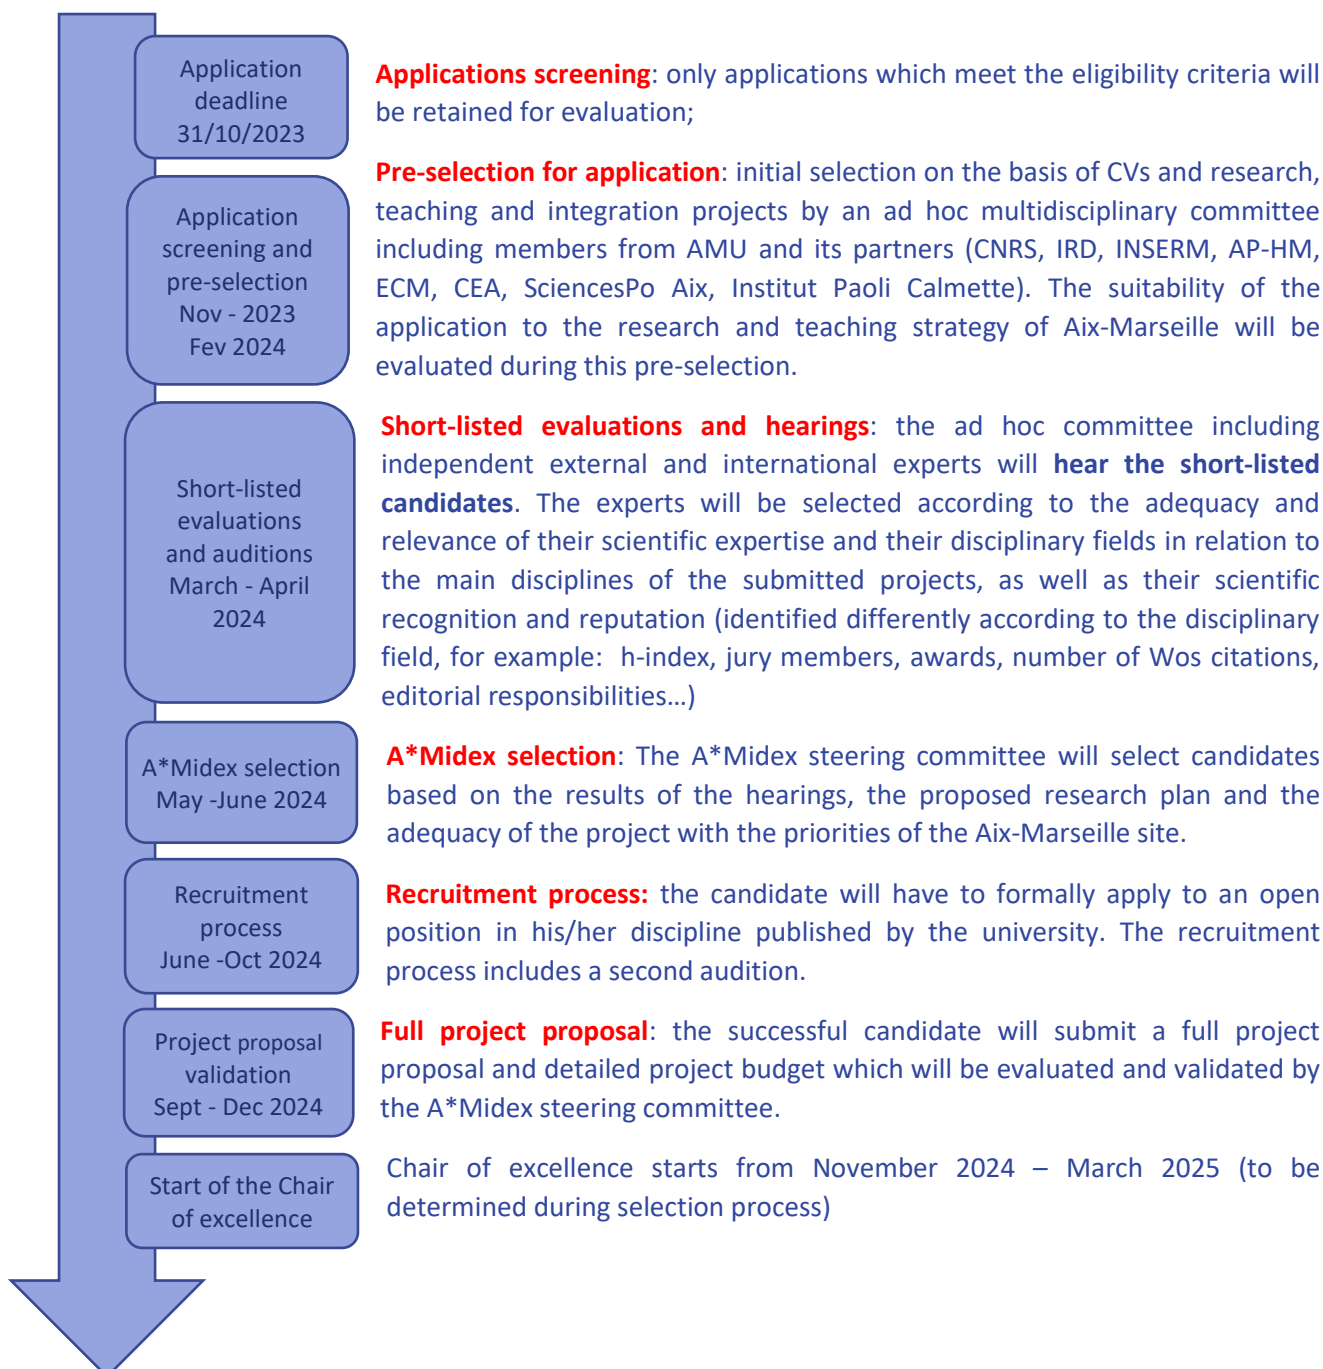 Application
deadline
31/10/2023
Applications screening: only applications which meet the eligibility criteria will
be retained for evaluation;
Application
screening and
pre-selection
Nov - 2023
Fev 2024
Pre-selection for application: initial selection on the basis of CVs and research,
teaching and integration projects by an ad hoc multidisciplinary committee
including members from AMU and its partners (CNRS, IRD, INSERM, AP-HM,
ECM, CEA, SciencesPo Aix, Institut Paoli Calmette). The suitability of the
application to the research and teaching strategy of Aix-Marseille will be
evaluated during this pre-selection.
Short-listed
evaluations
and auditions
March - April
2024
Short-listed evaluations and hearings: the ad hoc committee including
independent external and international experts will hear the short-listed
candidates. The experts will be selected according to the adequacy and
relevance of their scientific expertise and their disciplinary fields in relation to
the main disciplines of the submitted projects, as well as their scientific
recognition and reputation (identified differently according to the disciplinary
field, for example: h-index, jury members, awards, number of Wos citations,
editorial responsibilities…)
A*Midex selection
May -June 2024
A*Midex selection: The A*Midex steering committee will select candidates
based on the results of the hearings, the proposed research plan and the
adequacy of the project with the priorities of the Aix-Marseille site.
Recruitment
process
June -Oct 2024
Recruitment process: the candidate will have to formally apply to an open
position in his/her discipline published by the university. The recruitment
process includes a second audition.
Project proposal
validation
Sept - Dec 2024
Full project proposal: the successful candidate will submit a full project
proposal and detailed project budget which will be evaluated and validated by
the A*Midex steering committee.
Start of the Chair
of excellence
Chair of excellence starts from November 2024 – March 2025 (to be
determined during selection process)